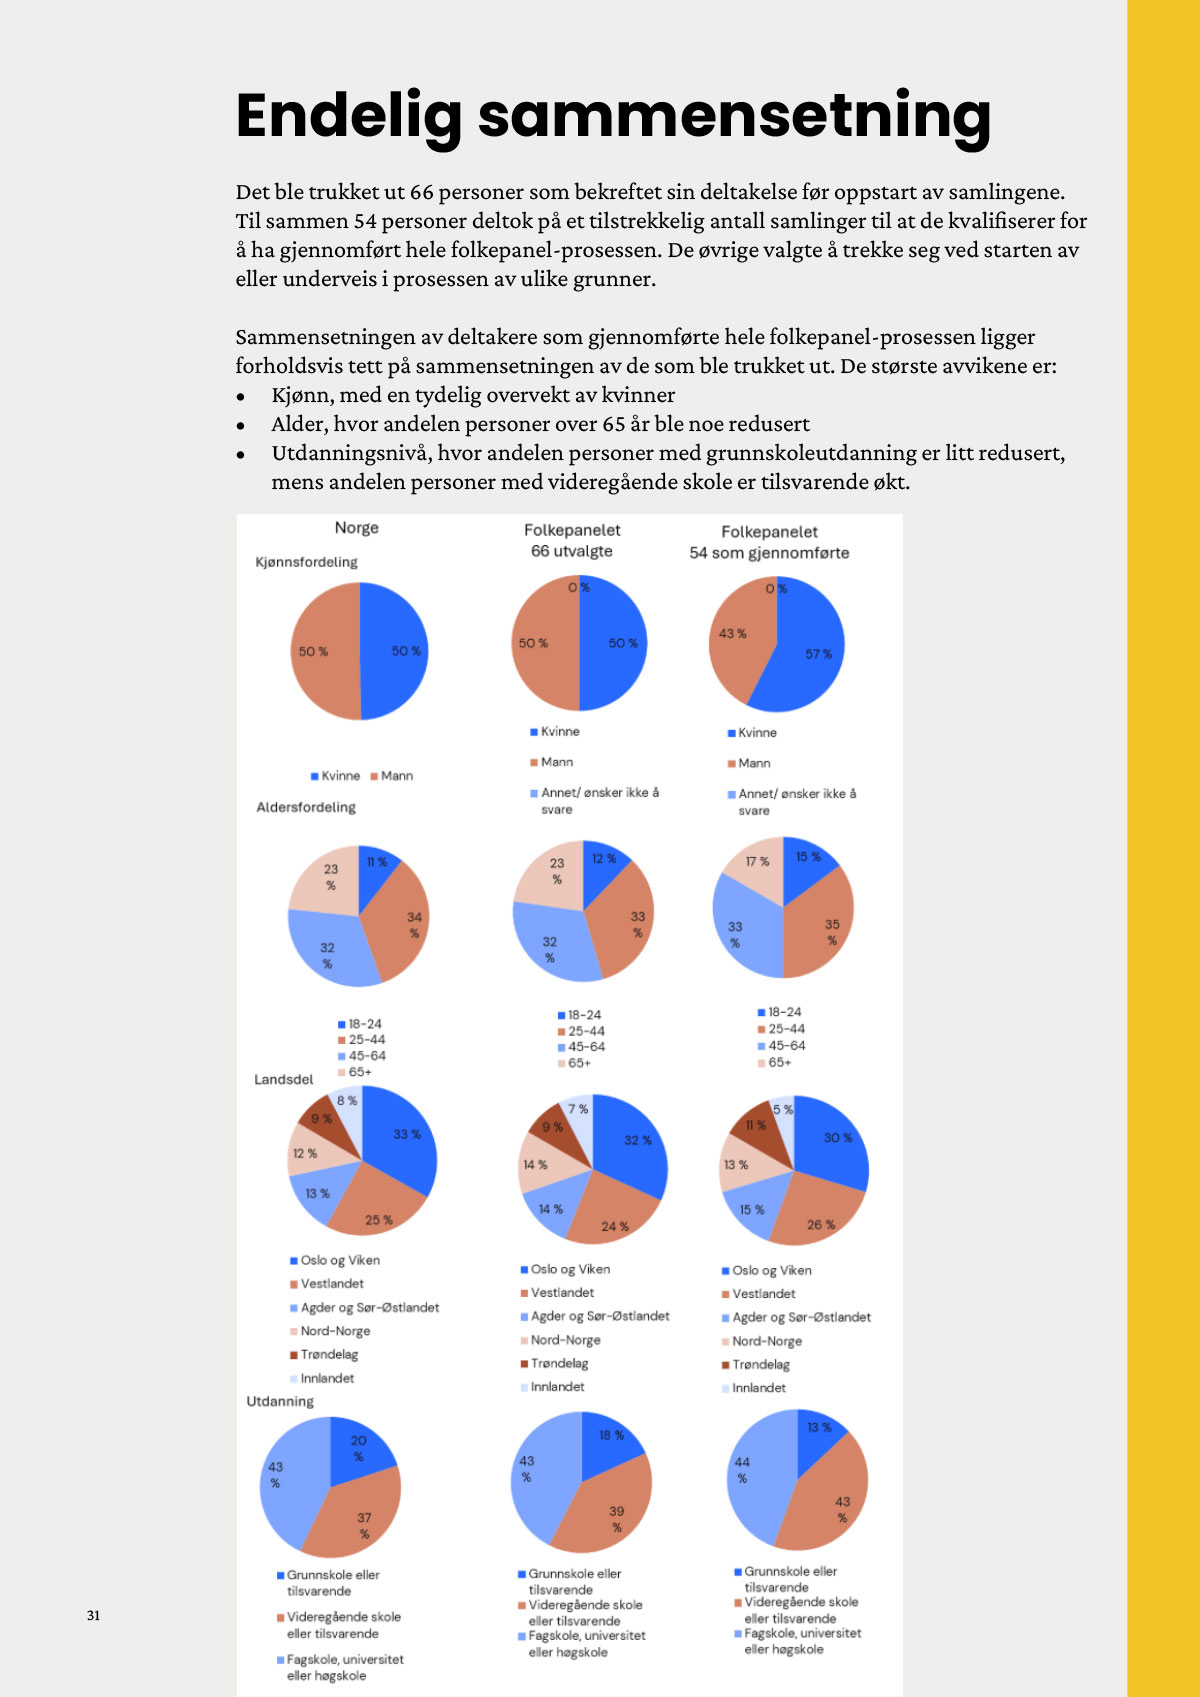 Endelig sammensetning
Det ble trukket ut 66 personer som bekreftet sin deltakelse før oppstart av samlingene.
Til sammen 54 personer deltok på et tilstrekkelig antall samlinger til at de kvalifiserer for
å ha gjennomført hele folkepanel-prosessen. De øvrige valgte å trekke seg ved starten av
eller underveis i prosessen av ulike grunner.
Sammensetningen av deltakere som gjennomførte hele folkepanel-prosessen ligger
forholdsvis tett på sammensetningen av de som ble trukket ut. De største avvikene er:
• Kjønn, med en tydelig overvekt av kvinner
• Alder, hvor andelen personer over 65 år ble noe redusert
• Utdanningsnivå, hvor andelen personer med grunnskoleutdanning er litt redusert,
mens andelen personer med videregående skole er tilsvarende økt.
Norge
Folkepanelet
66 utvalgte
Folkepanelet
54 som gjennomførte
Kjønnsfordeling
50 %
50 %
Kvinne
Mann
0 %
50 %
50 %
Kvinne
Mann
Annet/ ønsker ikke å
svare
0 %
43 %
57 %
Kvinne
Mann
Annet/ ønsker ikke å
svare
Aldersfordeling
23
%
11 %
34
%
32
%
18-24
25-44
45-64
65+
23
%
12 %
33
%
32
%
18-24
25-44
45-64
65+
17 %
15 %
35
%
33
%
18-24
25-44
45-64
65+
Landsdel
8 %
9 %
33 %
12 %
13 %
25 %
Oslo og Viken
Vestlandet
Agder og Sør-Østlandet
Nord-Norge
Trøndelag
Innlandet
7 %
9 %
32 %
14 %
14 %
24 %
Oslo og Viken
Vestlandet
Agder og Sør-Østlandet
Nord-Norge
Trøndelag
Innlandet
5 %
11 %
30 %
13 %
15 %
26 %
Oslo og Viken
Vestlandet
Agder og Sør-Østlandet
Nord-Norge
Trøndelag
Innlandet
Utdanning
20
%
43
%
37
%
Grunnskole eller
tilsvarende
Videregående skole
eller tilsvarende
Fagskole, universitet
eller høgskole
18 %
43
%
39
%
Grunnskole eller
tilsvarende
Videregående skole
eller tilsvarende
Fagskole, universitet
eller høgskole
13 %
44
%
43
%
Grunnskole eller
tilsvarende
Videregående skole
eller tilsvarende
Fagskole, universitet
eller høgskole
31